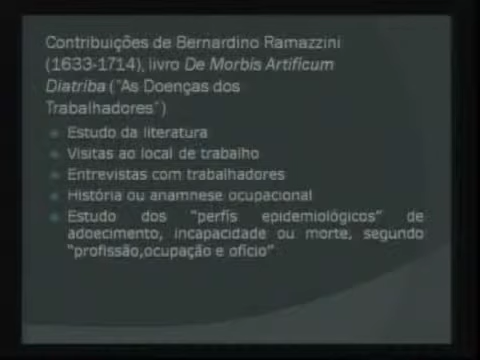 Contribuições de Bernardino Ramazzini
(1633-1714), livro De Morbis Artificum
Diatriba ("As Doenças dos
Trabalhadores")
Estudo da literatura
Visitas ao local de trabalho
Entrevistas com trabalhadores
História ou anamnese ocupacional
Estudo dos "perfis epidemiológicos" de
adoecimento, incapacidade ou morte, segundo
"profissão,ocupação e ofício"